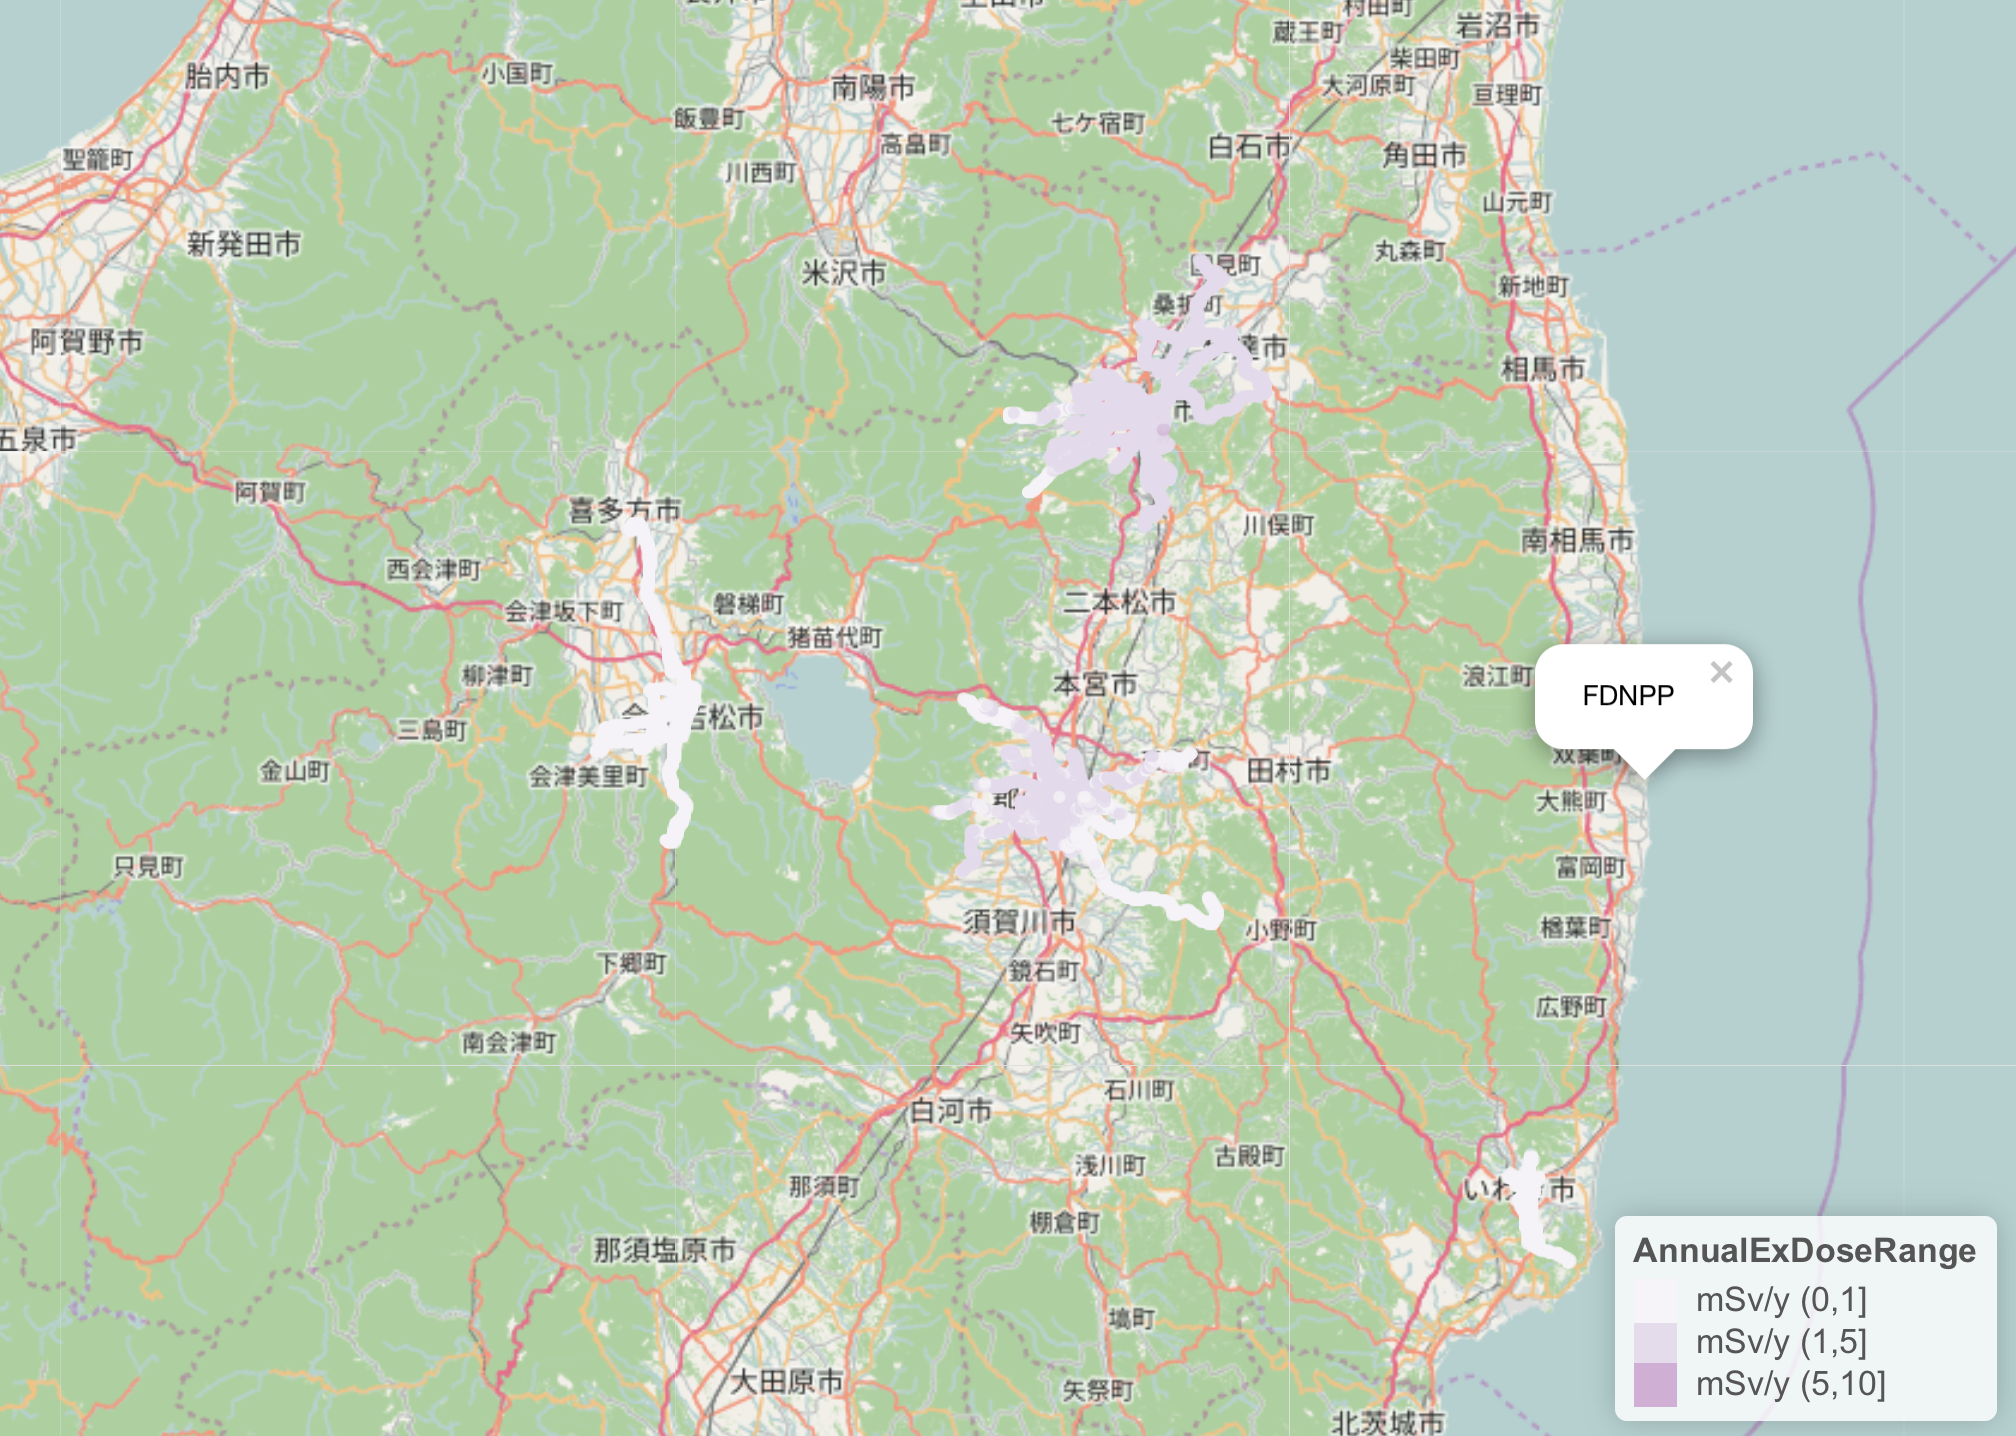 村田町
岩沼市
蔵王町
柴田町
胎内市
小国町
南陽市
大河原町
亘理町
飯豊町
七ケ宿町
高畠町
白石市
角田市
聖籠町
川西町
山元町
新発田市
丸森町
見町
米沢市
新地町
桑折町
阿賀野市
達市
相馬市
市
五泉市
阿賀町
喜多方市
川俣町
南相馬市
西会津町
会津坂下町
磐梯町
二本松市
猪苗代町
柳津町
本宮市
浪江町
FDNPP
×
三島町
会
若松市
双葉町
金山町
会津美里町
町
田村市
大熊町
郡
只見町
富岡町
須賀川市
小野町
楢葉町
下郷町
鏡石町
広野町
南会津町
矢吹町
石川町
白河市
古殿町
浅川町
那須町
いわ
市
棚倉町
那須塩原市
AnnualExDoseRange
mSv/y (0,1]
塙町
mSv/y (1,5]
大田原市
矢祭町
mSv/y (5,10]
北茨城市